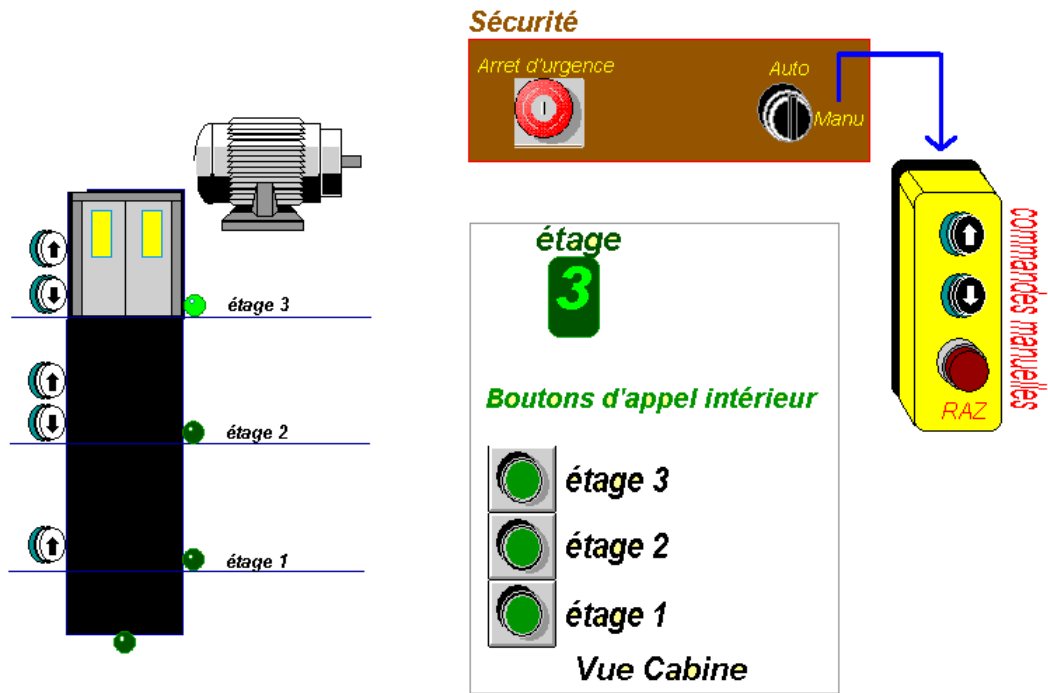 Sécurité
Arret d'urgence
Auto
Manu
étage
3
commandes manuelles
RAZ
étage 3
étage 2
étage 1
Boutons d'appel intérieur
étage 3
étage 2
étage 1
Vue Cabine